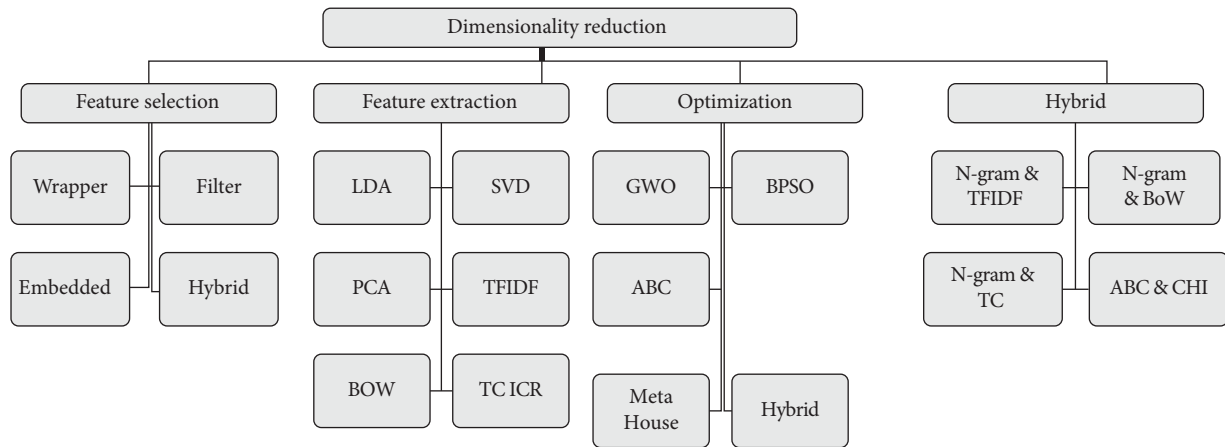 Dimensionality reduction
Feature selection
Feature extraction
Optimization
Hybrid
Wrapper
Filter
LDA
SVD
GWO
BPSO
N-gram &
TFIDF
N-gram
& BoW
Embedded
Hybrid
PCA
TFIDF
ABC
N-gram &
TC
ABC & CHI
BOW
TC ICR
Meta
House
Hybrid